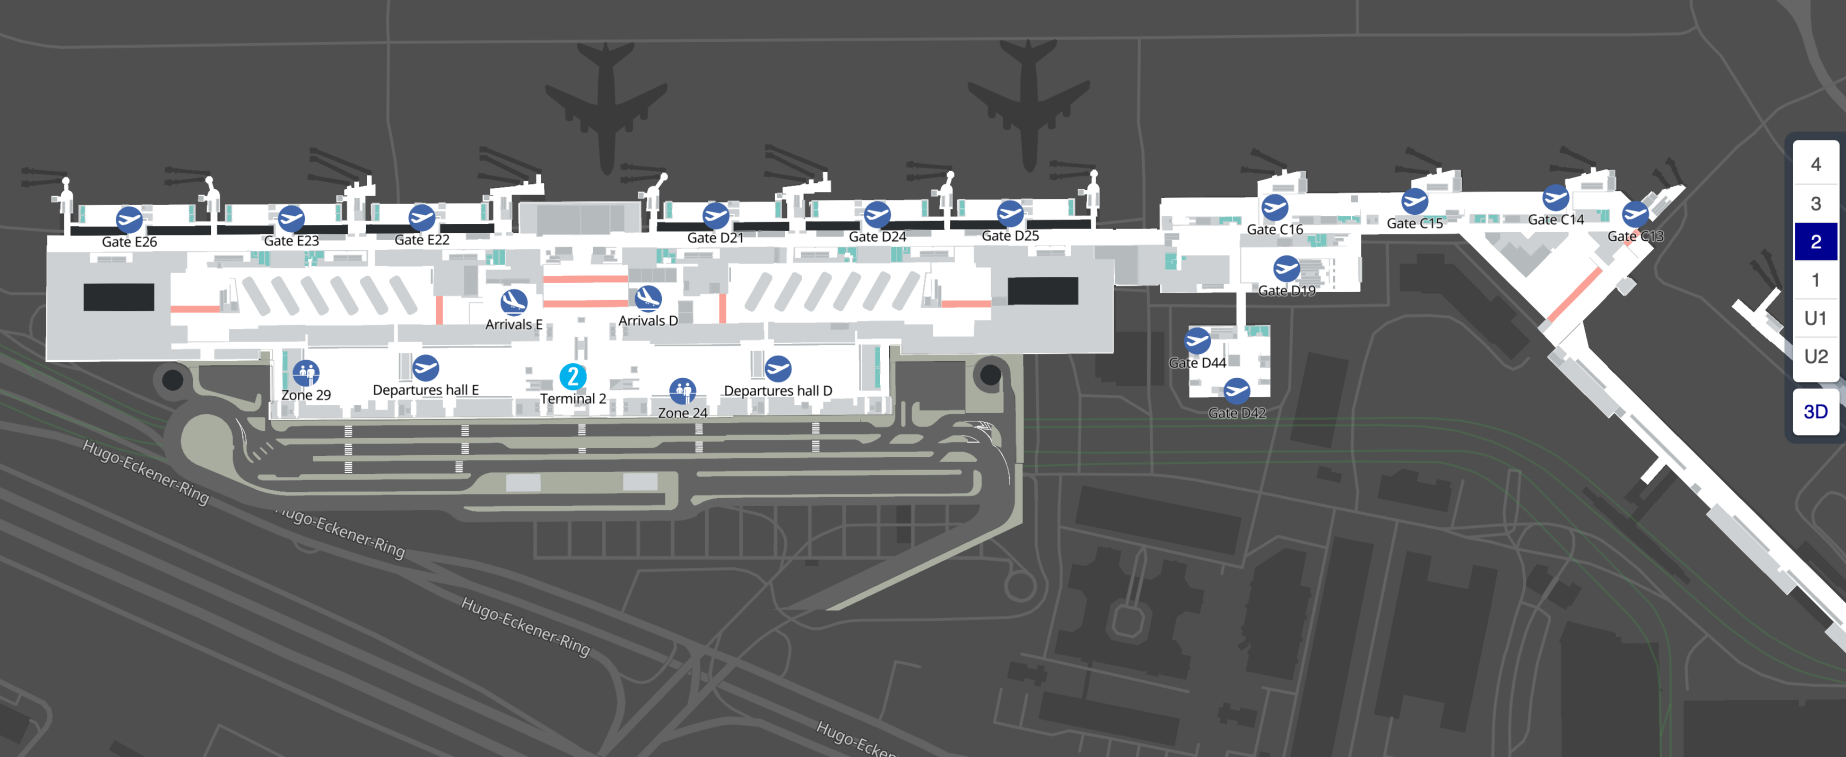 Gate E26
Gate E23
Gate E22
Gate D21
Gate D24
Gate D25
Gate C16
Gate C15
Gate C14
Gate C13
Gate D19
Arrivals E
Arrivals D
Gate D44
Gate D42
Zone 29
Departures hall E
2
Terminal 2
Zone 24
Departures hall D
Hugo-Eckener-Ring
Hugo-Eckener-Ring
Hugo-Eckener-Ring
Hugo-Ecken
4
3
2
1
U1
U2
3D